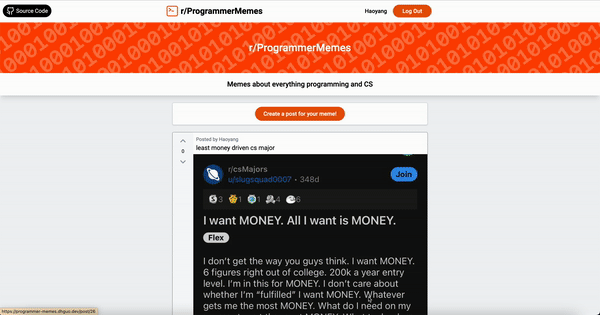 Source Code
r/ProgrammerMemes
Haoyang
Log Out
r/ProgrammerMemes
Memes about everything programming and CS
Create a post for your meme!
Posted by Haoyang
0
least money driven cs major
r/csMajors
u/slugsquad0007 • 348d
Join
3 1 1 4 6
I want MONEY. All I want is MONEY.
Flex
I don't get the way you guys think. I want MONEY.
6 figures right out of college. 200k a year entry
level. I'm in this for MONEY. I don't care about
whether I'm "fulfilled" I want MONEY. Whatever
gets me the most MONEY. What do I need on my
https://programmer-memes.dhguo.dev/post/26